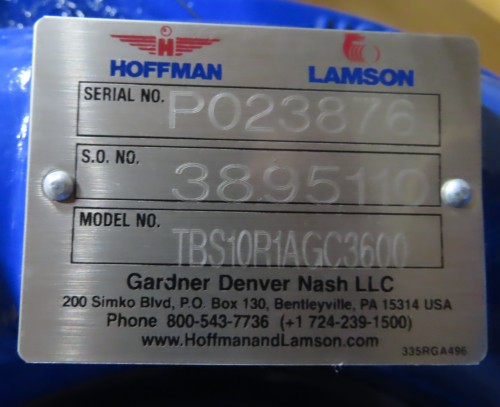 H
HOFFMAN LAMSON
SERIAL NO. P023876
S.O. NO. 3895110
MODEL NO. TBS10R1AGC3600
Gardner Denver Nash LLC
200 Simko Blvd, P.O. Box 130, Bentleyville, PA 15314 USA
Phone 800-543-7736 (+1 724-239-1500)
www.HoffmanandLamson.com
335RGA496